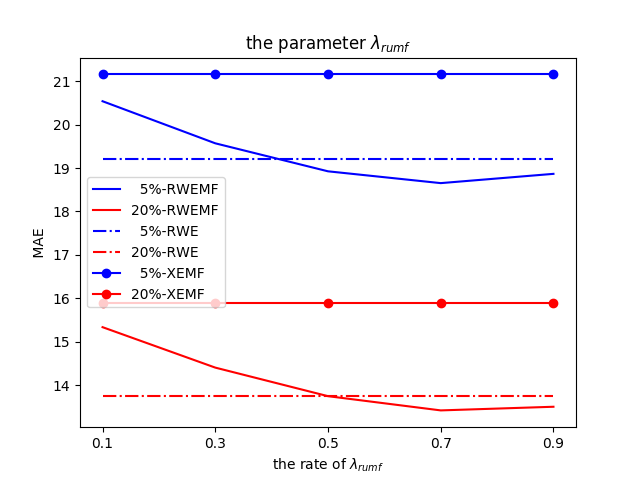 the parameter λrumf
21
20
19
18
17
16
15
14
MAE
5%-RWEMF
20%-RWEMF
5%-RWE
20%-RWE
5%-XEMF
20%-XEMF
0.1 0.3 0.5 0.7 0.9
the rate of λrumf